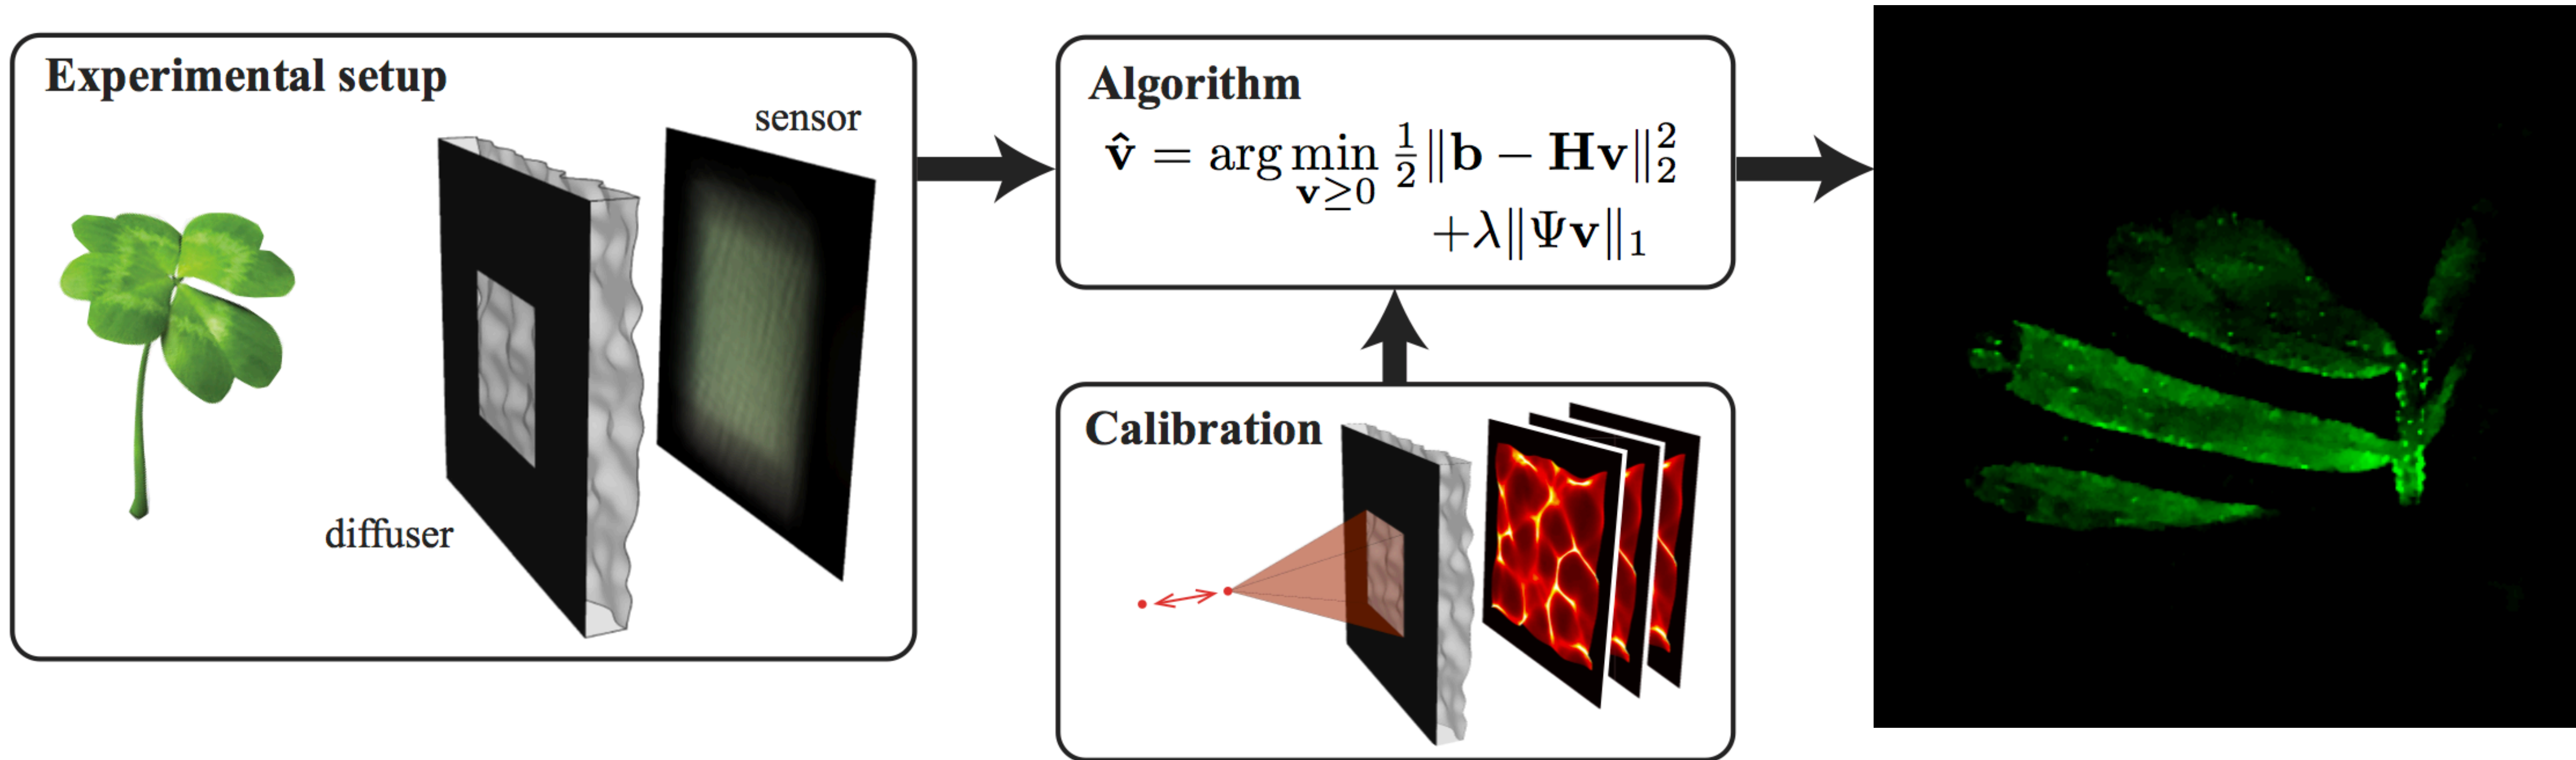 Experimental setup
sensor
diffuser
Algorithm
v̂ = arg min_{v≥0} ½‖b − Hv‖₂²
+λ‖Ψv‖₁
Calibration